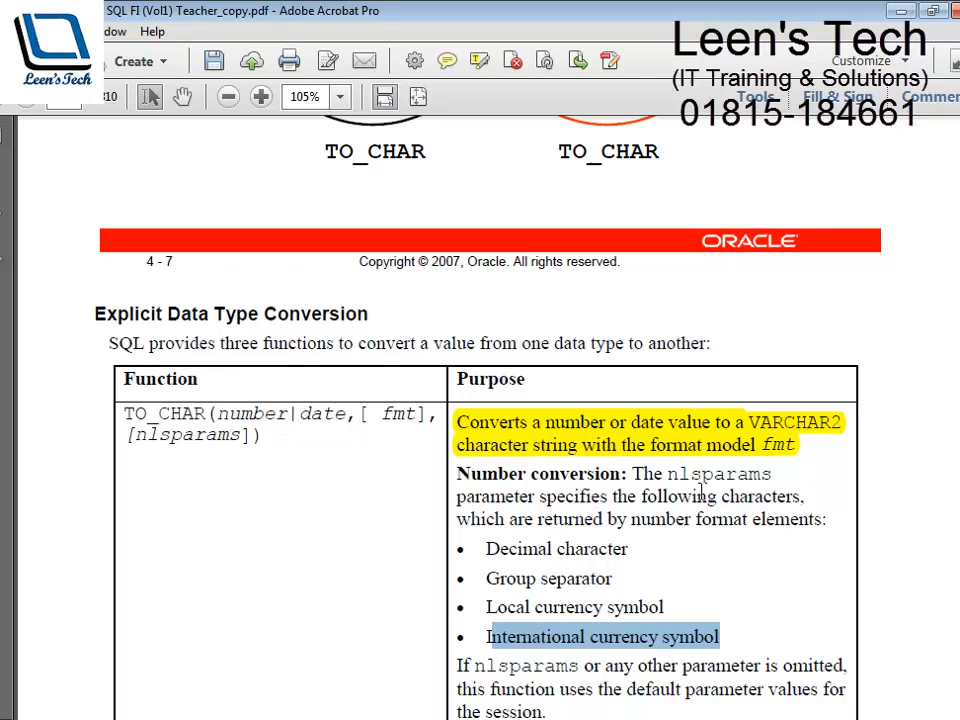 SQL FI (Vol1) Teacher_copy.pdf - Adobe Acrobat Pro
dow Help
Leen's Tech
Leen's Tech
(IT Training & Solutions)
01815-184661
Create
Customize
310
105%
Tools
Fill & Sign
Commer
TO_CHAR
TO_CHAR
ORACLE
4 - 7
Copyright © 2007, Oracle. All rights reserved.
Explicit Data Type Conversion
SQL provides three functions to convert a value from one data type to another:
Function
Purpose
TO_CHAR(number|date,[ fmt],
[nlsparams])
Converts a number or date value to a VARCHAR2
character string with the format model fmt
Number conversion: The nlsparams
parameter specifies the following characters,
which are returned by number format elements:
• Decimal character
• Group separator
• Local currency symbol
• International currency symbol
If nlsparams or any other parameter is omitted,
this function uses the default parameter values for
the session.